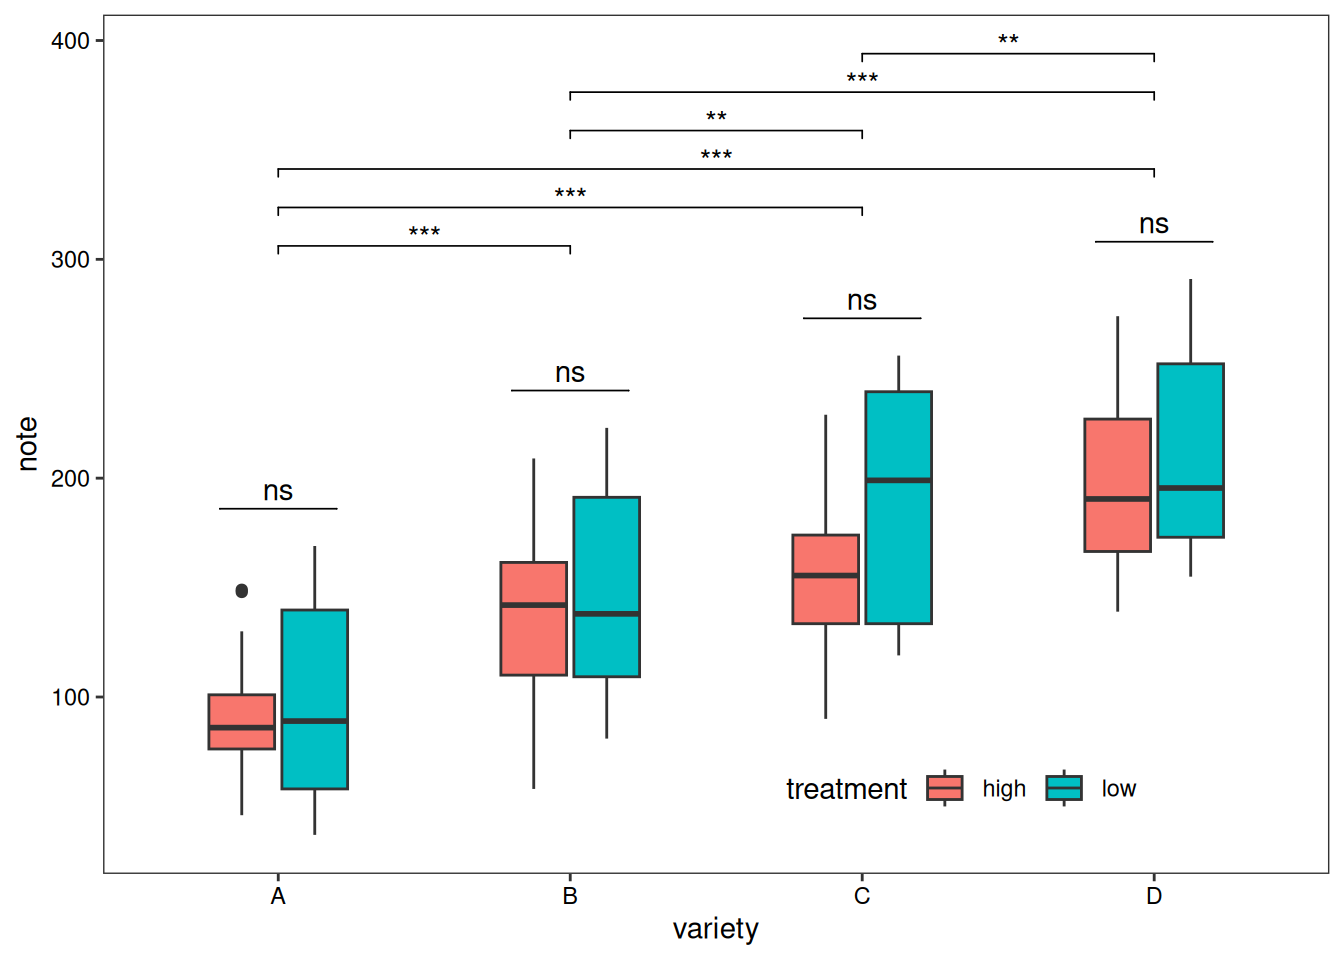 400
**
***
**
***
***
***
300
ns
ns
ns
ns
200
100
note
treatment high low
A B C D
variety